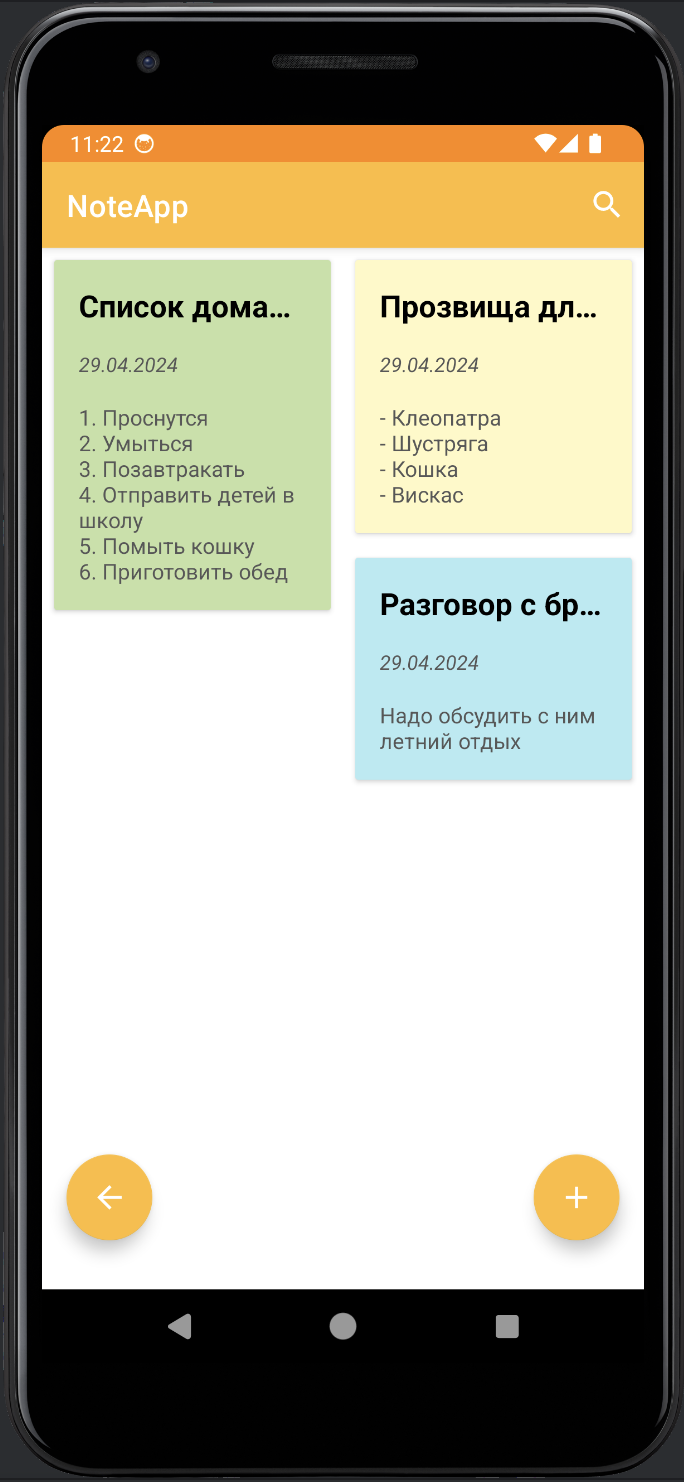 11:22
NoteApp
Список дома...
29.04.2024
1. Проснутся
2. Умыться
3. Позавтракать
4. Отправить детей в
школу
5. Помыть кошку
6. Приготовить обед
Прозвища дл...
29.04.2024
- Клеопатра
- Шустряга
- Кошка
- Вискас
Разговор с бр...
29.04.2024
Надо обсудить с ним
летний отдых